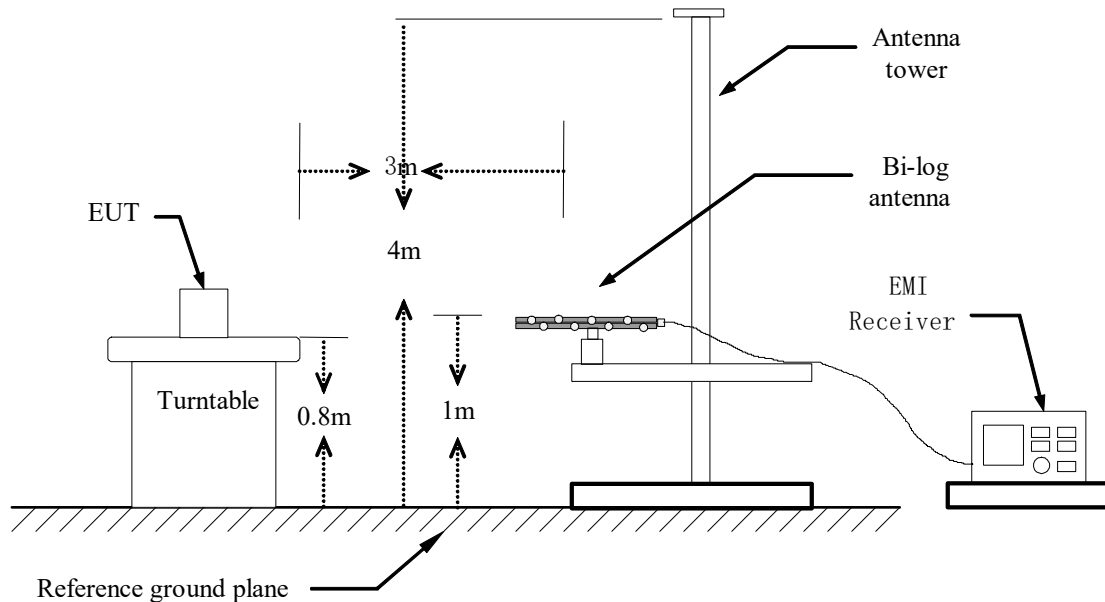 Antenna
tower
3m
Bi-log
antenna
EUT
4m
EMI
Receiver
Turntable
0.8m
1m
Reference ground plane